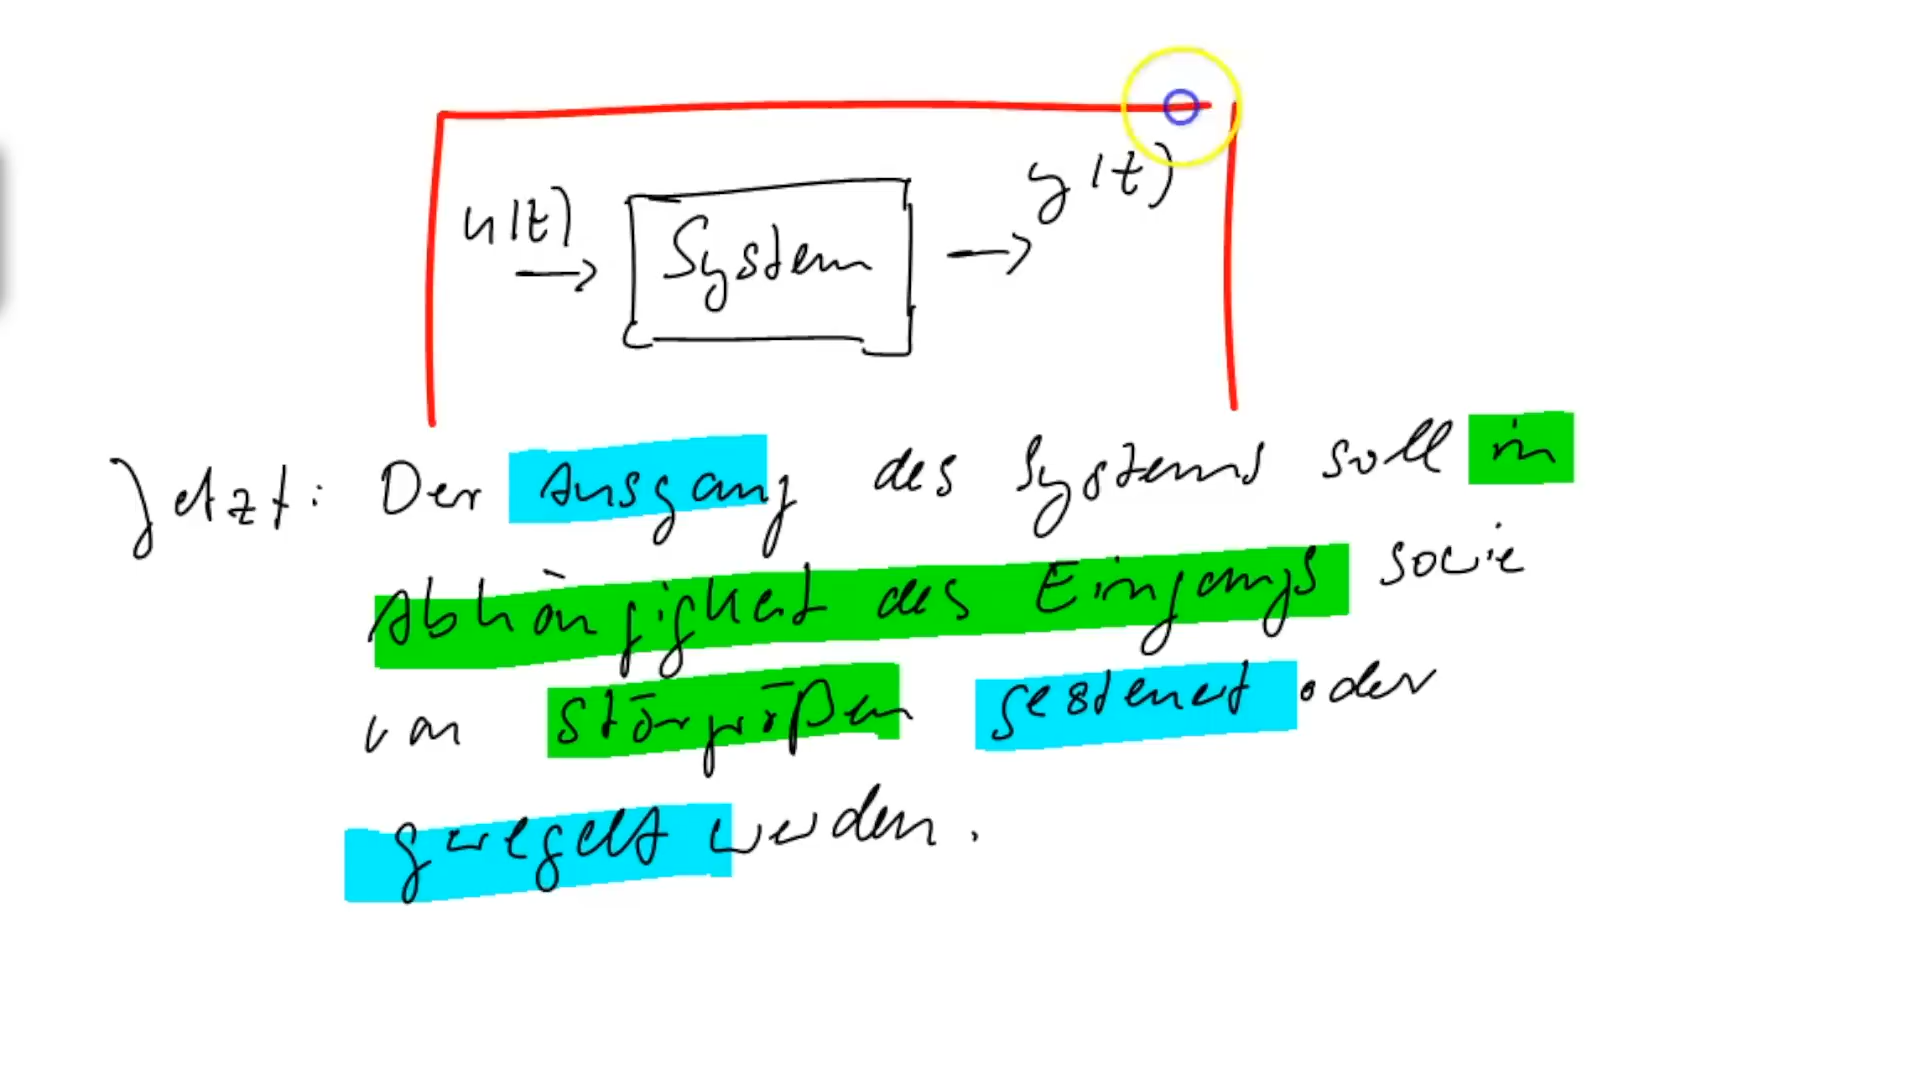 u(t)
System
y(t)
Jetzt: Der Ausgang des Systems soll in
Abhängigkeit des Eingangs sowie
von Störgrößen gesteuert oder
geregelt werden.